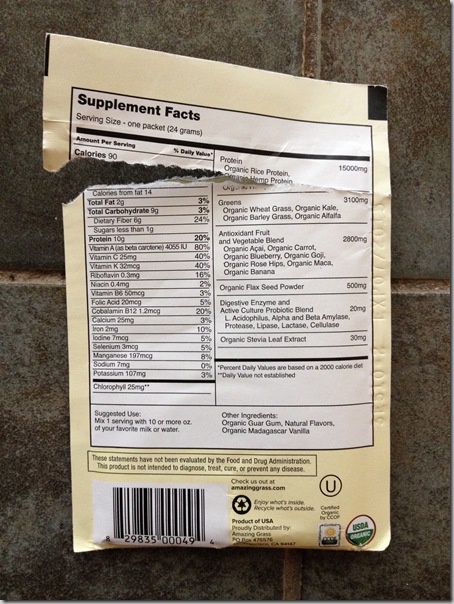 Supplement Facts
Serving Size - one packet (24 grams)
Amount Per Serving
% Daily Value*
Calories 90
Calories from fat 14
Total Fat 2g 3%
Total Carbohydrate 9g 3%
Dietary Fiber 6g 24%
Sugars less than 1g
Protein 10g 20%
Vitamin A (as beta carotene) 4055 IU 80%
Vitamin C 25mg 40%
Vitamin K 32mcg 40%
Riboflavin 0.3mg 16%
Niacin 0.4mg 2%
Vitamin B6 50mcg 3%
Folic Acid 20mcg 5%
Cobalamin B12 1.2mcg 20%
Calcium 25mg 3%
Iron 2mg 10%
Iodine 7mcg 5%
Selenium 3mcg 5%
Manganese 197mcg 8%
Sodium 7mg 0%
Potassium 107mg 3%
Chlorophyll 25mg**
Protein 15000mg
Organic Rice Protein,
Organic Hemp Protein
Greens 3100mg
Organic Wheat Grass, Organic Kale,
Organic Barley Grass, Organic Alfalfa
Antioxidant Fruit
and Vegetable Blend 2800mg
Organic Açai, Organic Carrot,
Organic Blueberry, Organic Goji,
Organic Rose Hips, Organic Maca,
Organic Banana
Organic Flax Seed Powder 500mg
Digestive Enzyme and
Active Culture Probiotic Blend 20mg
L. Acidophilus, Alpha and Beta Amylase,
Protease, Lipase, Lactase, Cellulase
Organic Stevia Leaf Extract 30mg
*Percent Daily Values are based on a 2000 calorie diet
**Daily Value not established
Suggested Use:
Mix 1 serving with 10 or more oz.
of your favorite milk or water.
Other Ingredients:
Organic Guar Gum, Natural Flavors,
Organic Madagascar Vanilla
These statements have not been evaluated by the Food and Drug Administration.
This product is not intended to diagnose, treat, cure, or prevent any disease.
Check us out at
amazinggrass.com
Enjoy what's inside.
Recycle what's outside.
Product of USA
Proudly Distributed by:
Amazing Grass
PO Box 475576
CA 94147
U
Certified
Organic
by CCOF
USDA
ORGANIC
8 29835 00049 4